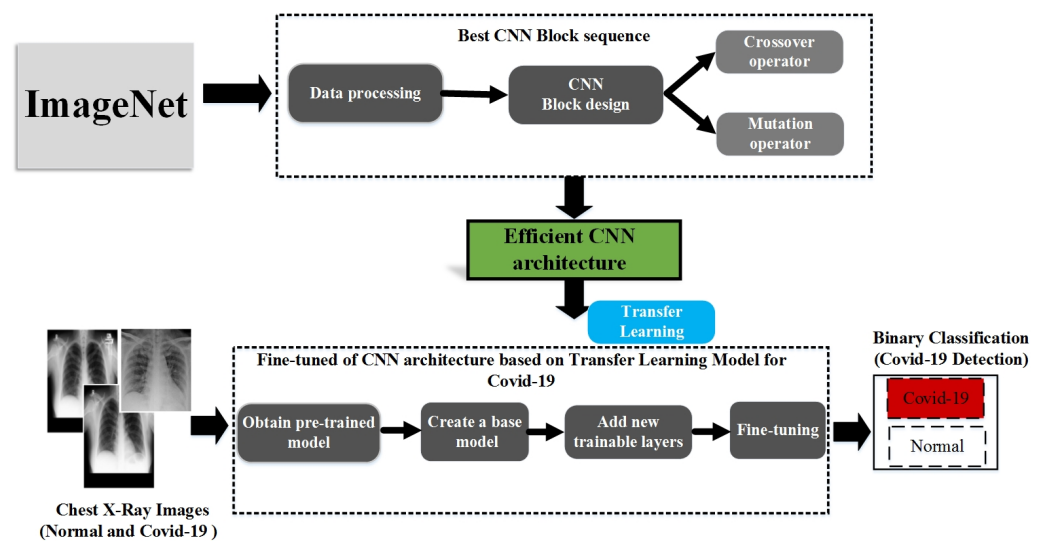 Best CNN Block sequence
ImageNet
Data processing
CNN
Block design
Crossover
operator
Mutation
operator
Efficient CNN
architecture
Transfer
Learning
Fine-tuned of CNN architecture based on Transfer Learning Model for
Covid-19
Obtain pre-trained
model
Create a base
model
Add new
trainable layers
Fine-tuning
Binary Classification
(Covid-19 Detection)
Covid-19
Normal
Chest X-Ray Images
(Normal and Covid-19 )